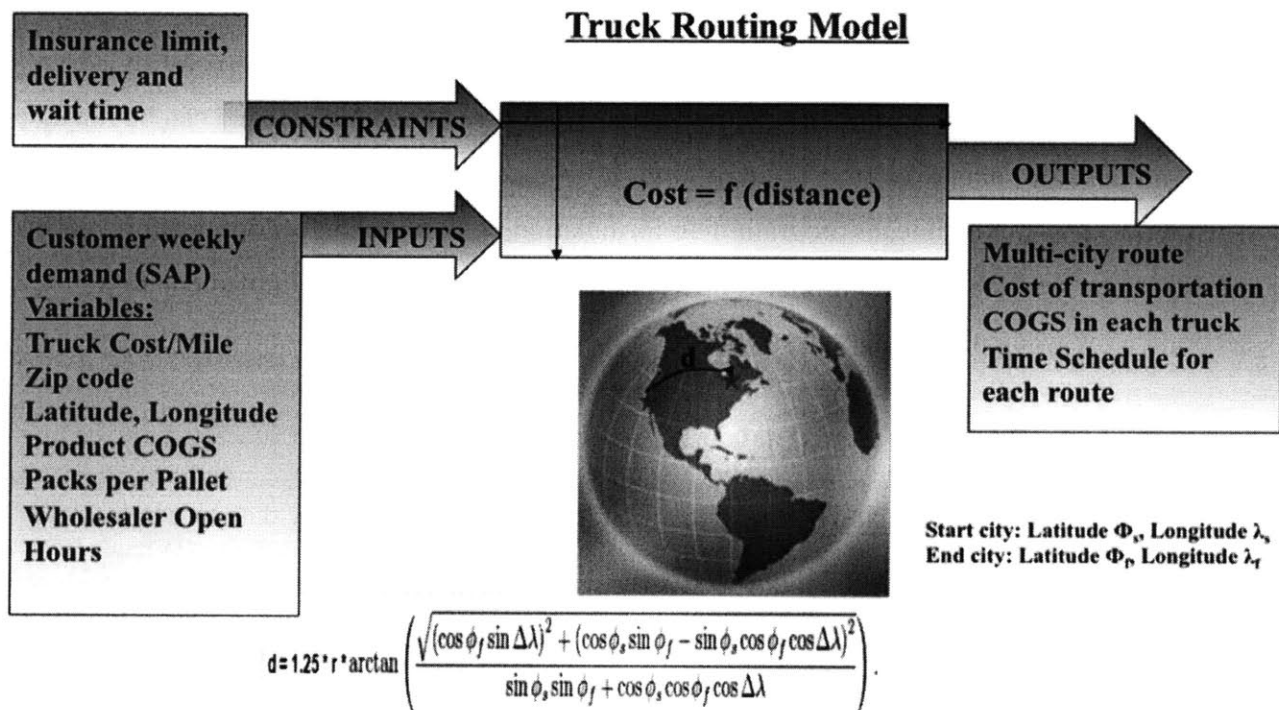 Truck Routing Model
Insurance limit,
delivery and
wait time
CONSTRAINTS
Cost = f (distance)
OUTPUTS
INPUTS
Customer weekly
demand (SAP)
Variables:
Truck Cost/Mile
Zip code
Latitude, Longitude
Product COGS
Packs per Pallet
Wholesaler Open
Hours
Multi-city route
Cost of transportation
COGS in each truck
Time Schedule for
each route
d
Start city: Latitude Φₛ, Longitude λₛ
End city: Latitude Φf, Longitude λf
d=1.25*r*arctan(√((cos ϕf sin Δλ)² + (cos ϕₛ sin ϕf − sin ϕₛ cos ϕf cos Δλ)²) / (sin ϕₛ sin ϕf + cos ϕₛ cos ϕf cos Δλ)).